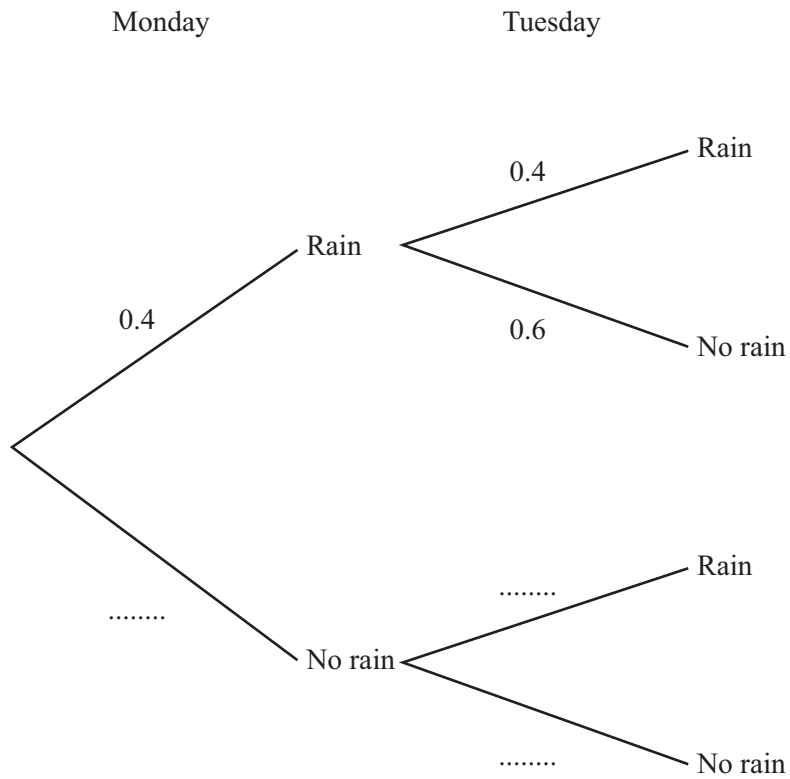 Monday Tuesday
Rain
0.4
Rain
0.4
0.6
No rain
Rain
........
........
No rain
........
No rain